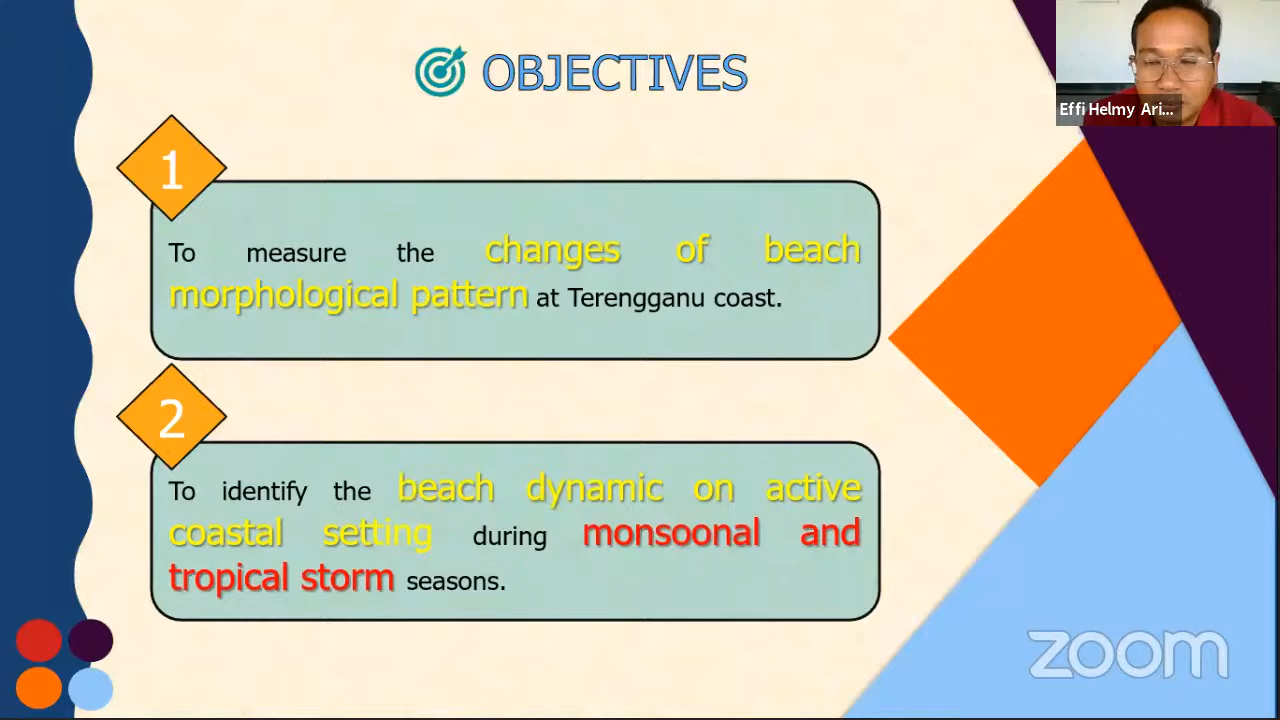 OBJECTIVES
Effi Helmy Ari...
1
To measure the changes of beach
morphological pattern at Terengganu coast.
2
To identify the beach dynamic on active
coastal setting during monsoonal and
tropical storm seasons.
zoom